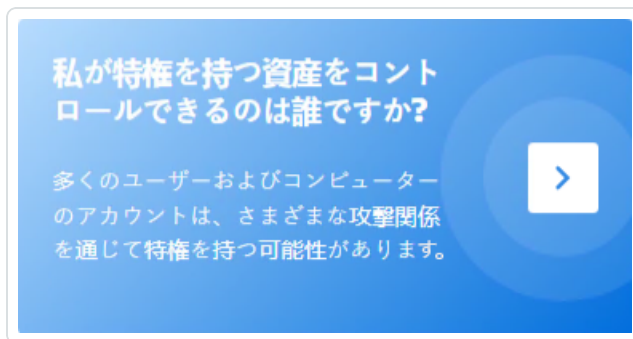 私が特権を持つ資産をコント
ロールできるのは誰ですか?
多くのユーザーおよびコンピューター
のアカウントは、さまざまな攻撃関係
を通じて特権を持つ可能性があります。